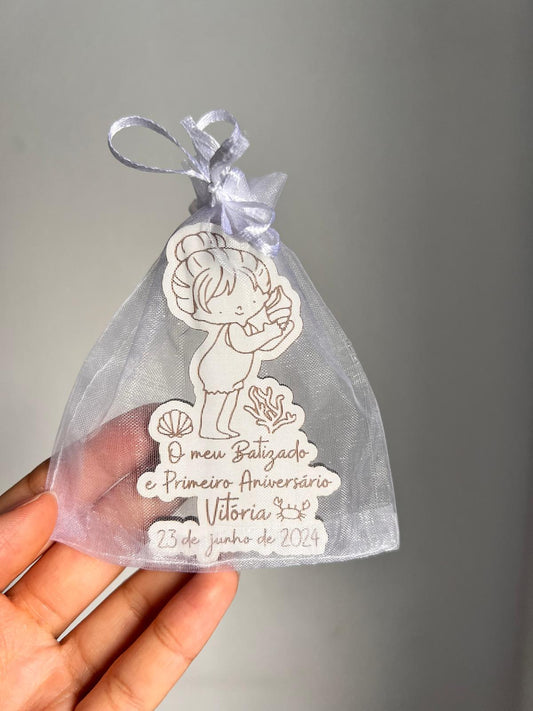 O meu Batizado
e Primeiro Aniversário
Vitória
23 de junho de 2024